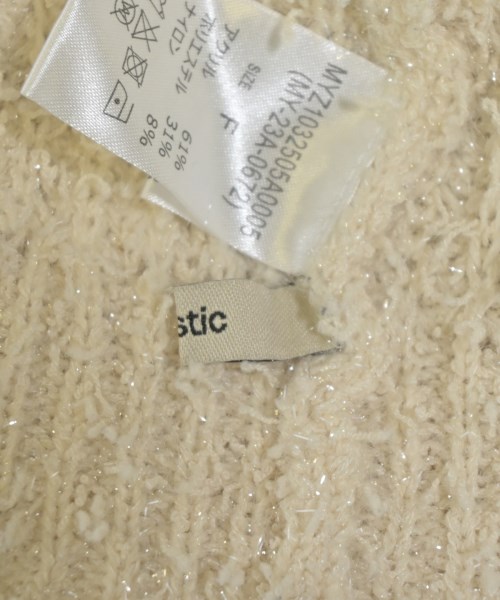 MYZ1032505A0005
(MY-23A-0672)
SIZE F
アクリル 61%
ポリエステル 31%
ナイロン 8%
stic